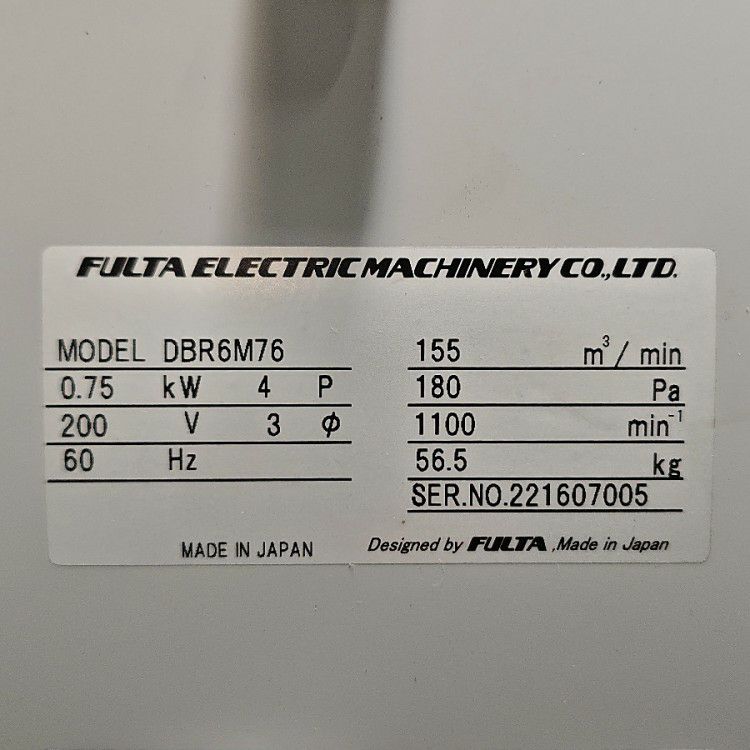 FULTA ELECTRIC MACHINERY CO.,LTD.
MODEL DBR6M76
0.75 kW 4 P
200 V 3 ϕ
60 Hz
155 m³/ min
180 Pa
1100 min⁻¹
56.5 kg
SER.NO.221607005
MADE IN JAPAN
Designed by FULTA ,Made in Japan